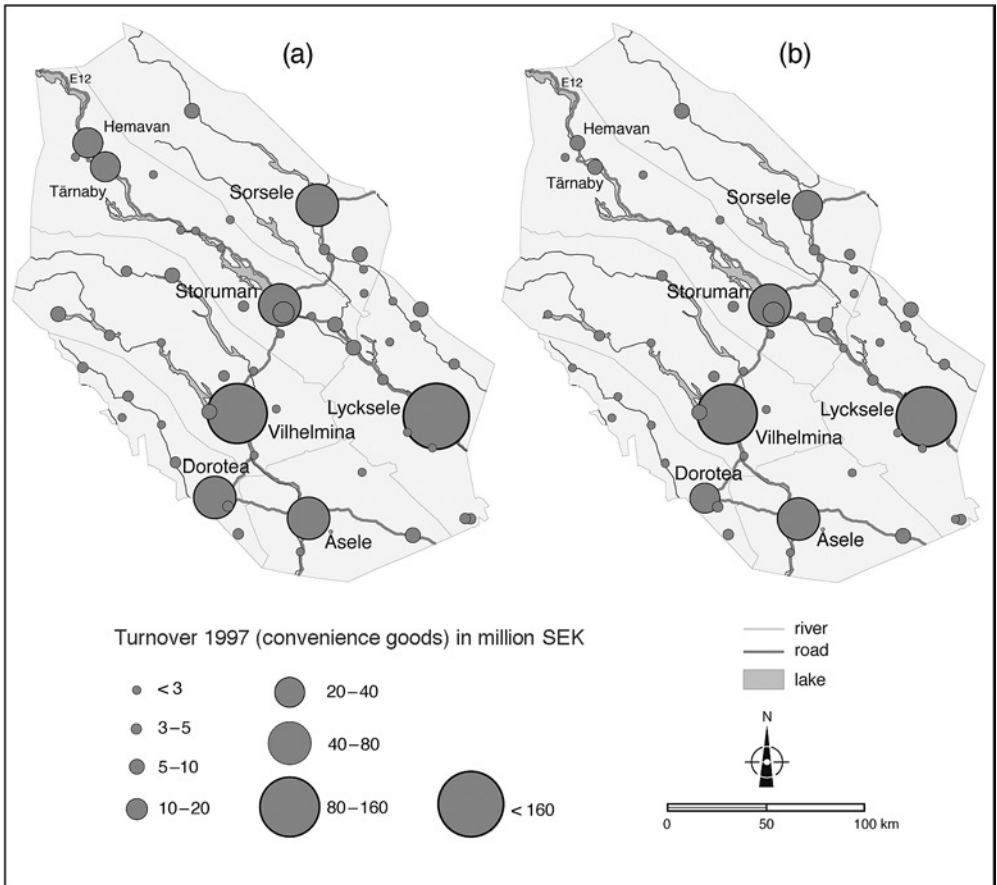 (a)
E12
Hemavan
Tärnaby
Sorsele
Storuman
Lycksele
Vilhelmina
Dorotea
Åsele
(b)
E12
Hemavan
Tärnaby
Sorsele
Storuman
Lycksele
Vilhelmina
Dorotea
Åsele
Turnover 1997 (convenience goods) in million SEK
< 3
3–5
5–10
10–20
20–40
40–80
80–160
< 160
river
road
lake
N
0 50 100 km